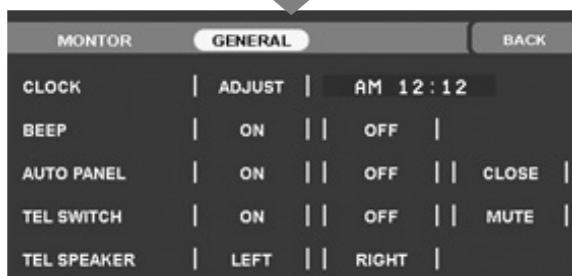 MONTOR GENERAL BACK
CLOCK ADJUST AM 12:12
BEEP ON OFF
AUTO PANEL ON OFF CLOSE
TEL SWITCH ON OFF MUTE
TEL SPEAKER LEFT RIGHT